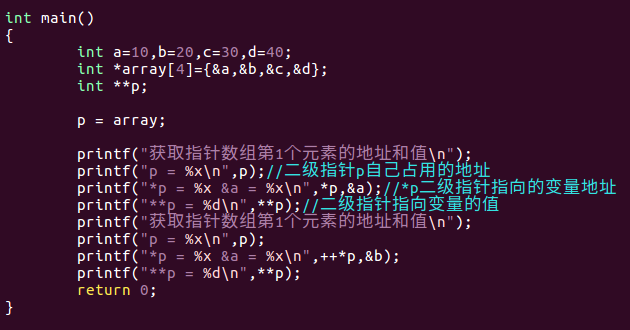 int main()
{
        int a=10,b=20,c=30,d=40;
        int *array[4]={&a,&b,&c,&d};
        int **p;

        p = array;

        printf("获取指针数组第1个元素的地址和值\n");
        printf("p = %x\n",p);//二级指针p自己占用的地址
        printf("*p = %x &a = %x\n",*p,&a);//*p二级指针指向的变量地址
        printf("**p = %d\n",**p);//二级指针指向变量的值
        printf("获取指针数组第1个元素的地址和值\n");
        printf("p = %x\n",p);
        printf("*p = %x &a = %x\n",++*p,&b);
        printf("**p = %d\n",**p);
        return 0;
}